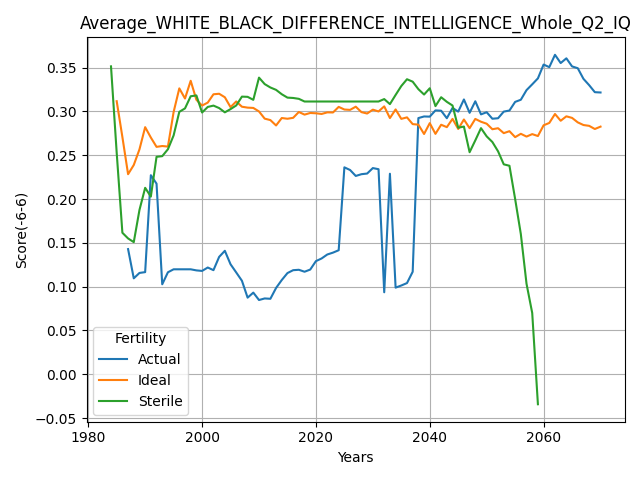 Average_WHITE_BLACK_DIFFERENCE_INTELLIGENCE_Whole_Q2_IQ
Score(-6-6)
0.35
0.30
0.25
0.20
0.15
0.10
0.05
0.00
−0.05
Fertility
Actual
Ideal
Sterile
1980
2000
2020
2040
2060
Years